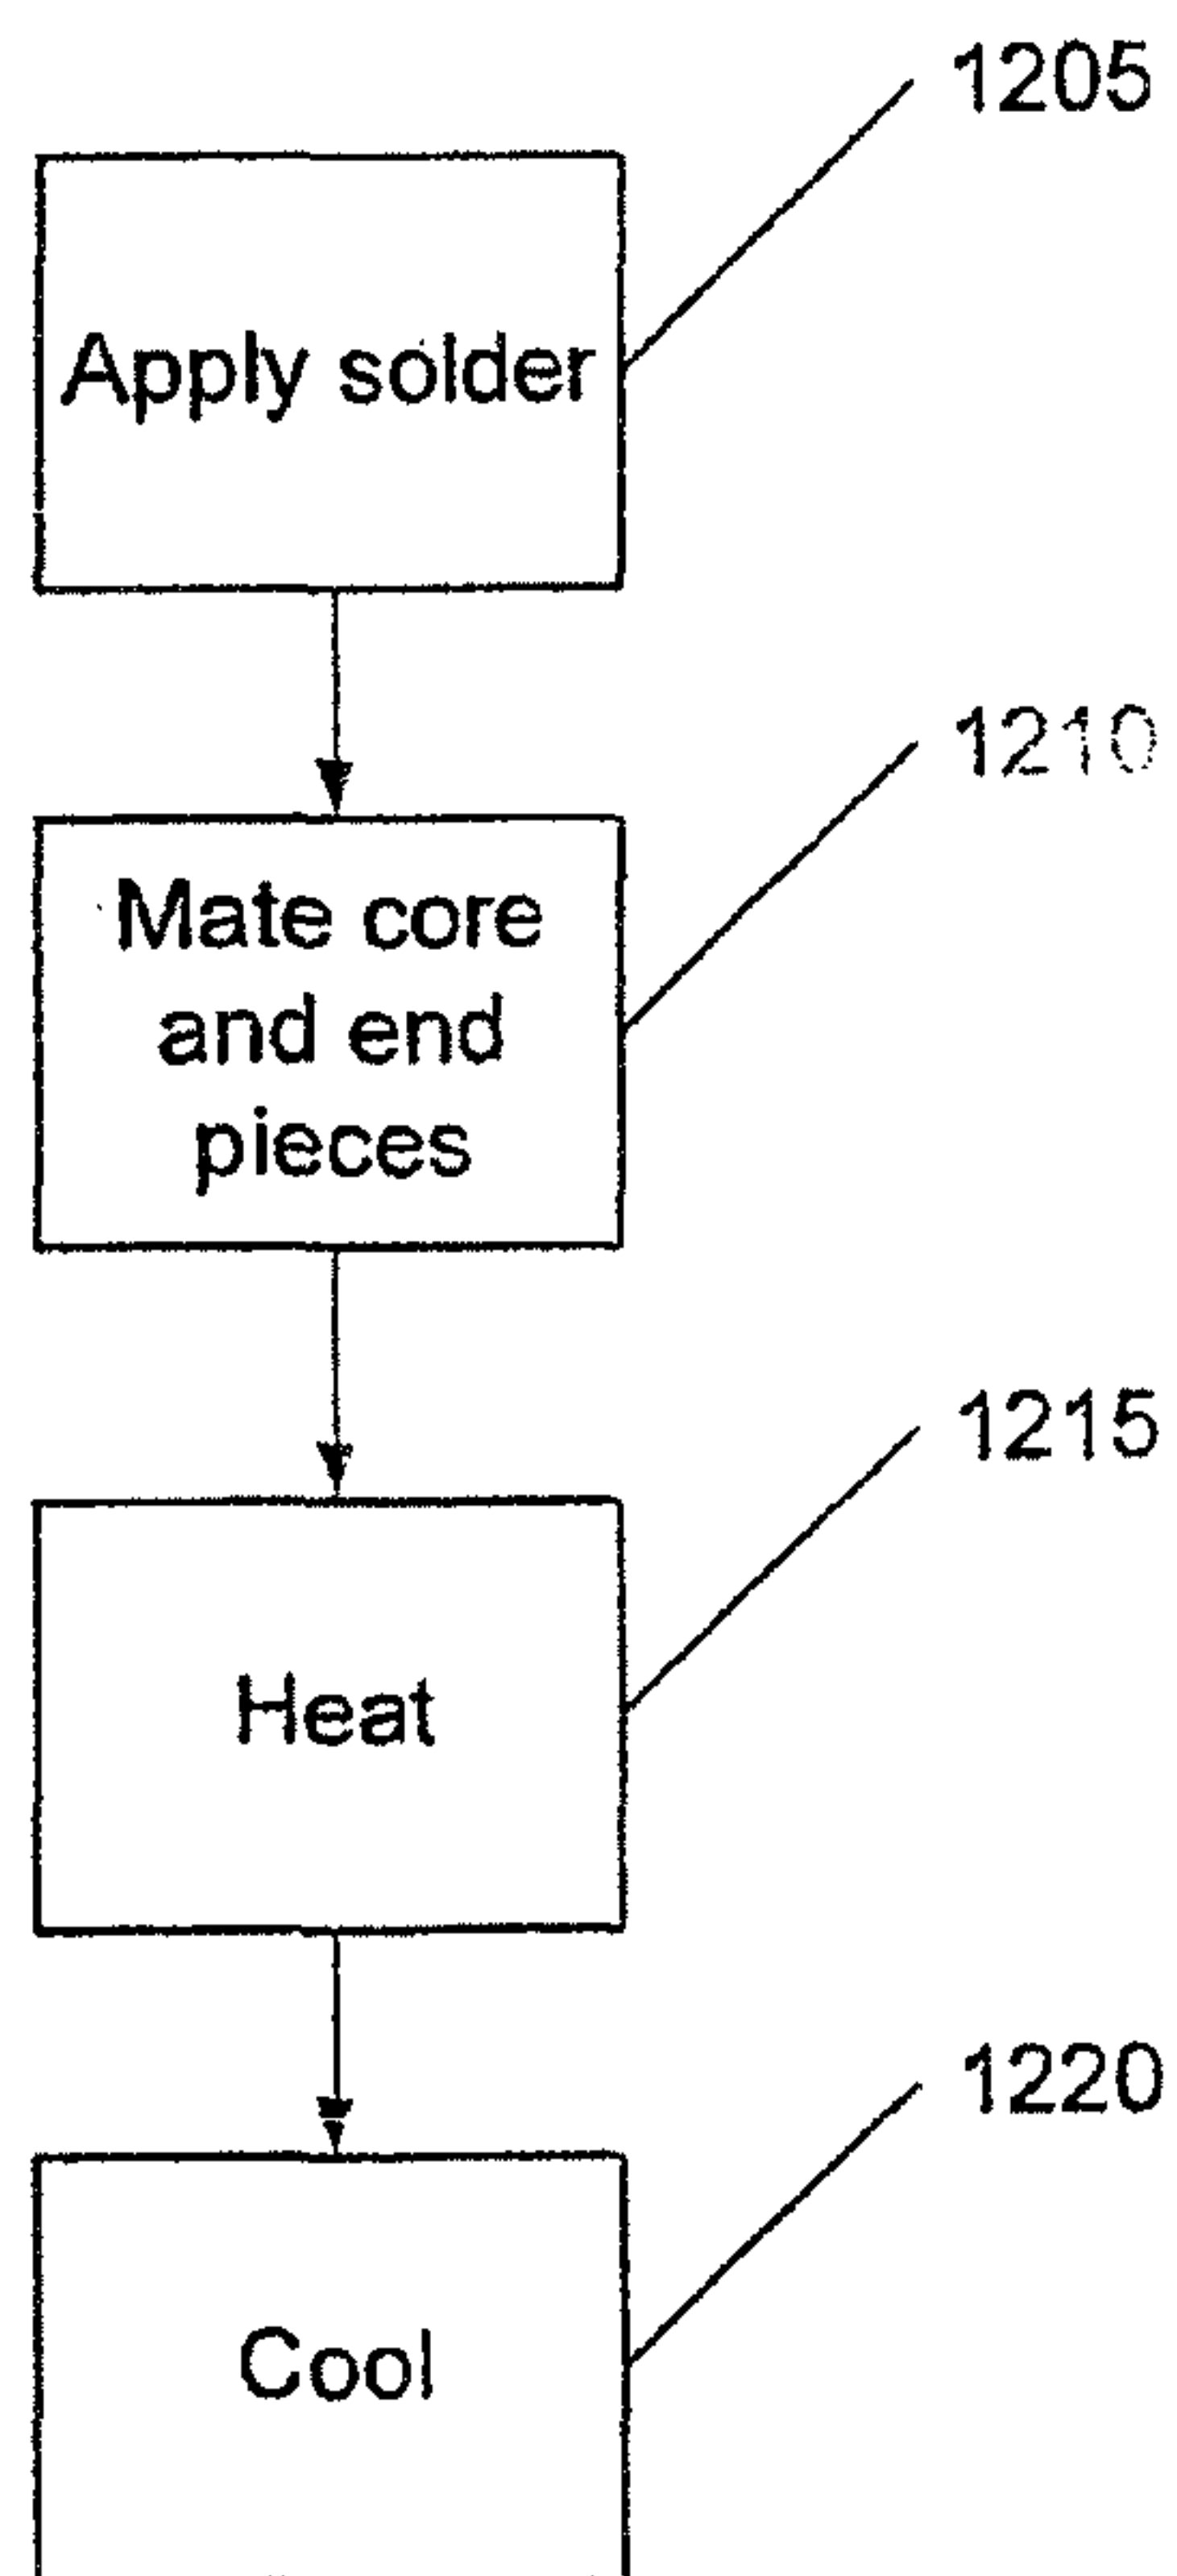 1205
Apply solder
1210
Mate core
and end
pieces
1215
Heat
1220
Cool